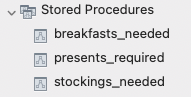 Stored Procedures
breakfasts_needed
presents_required
stockings_needed